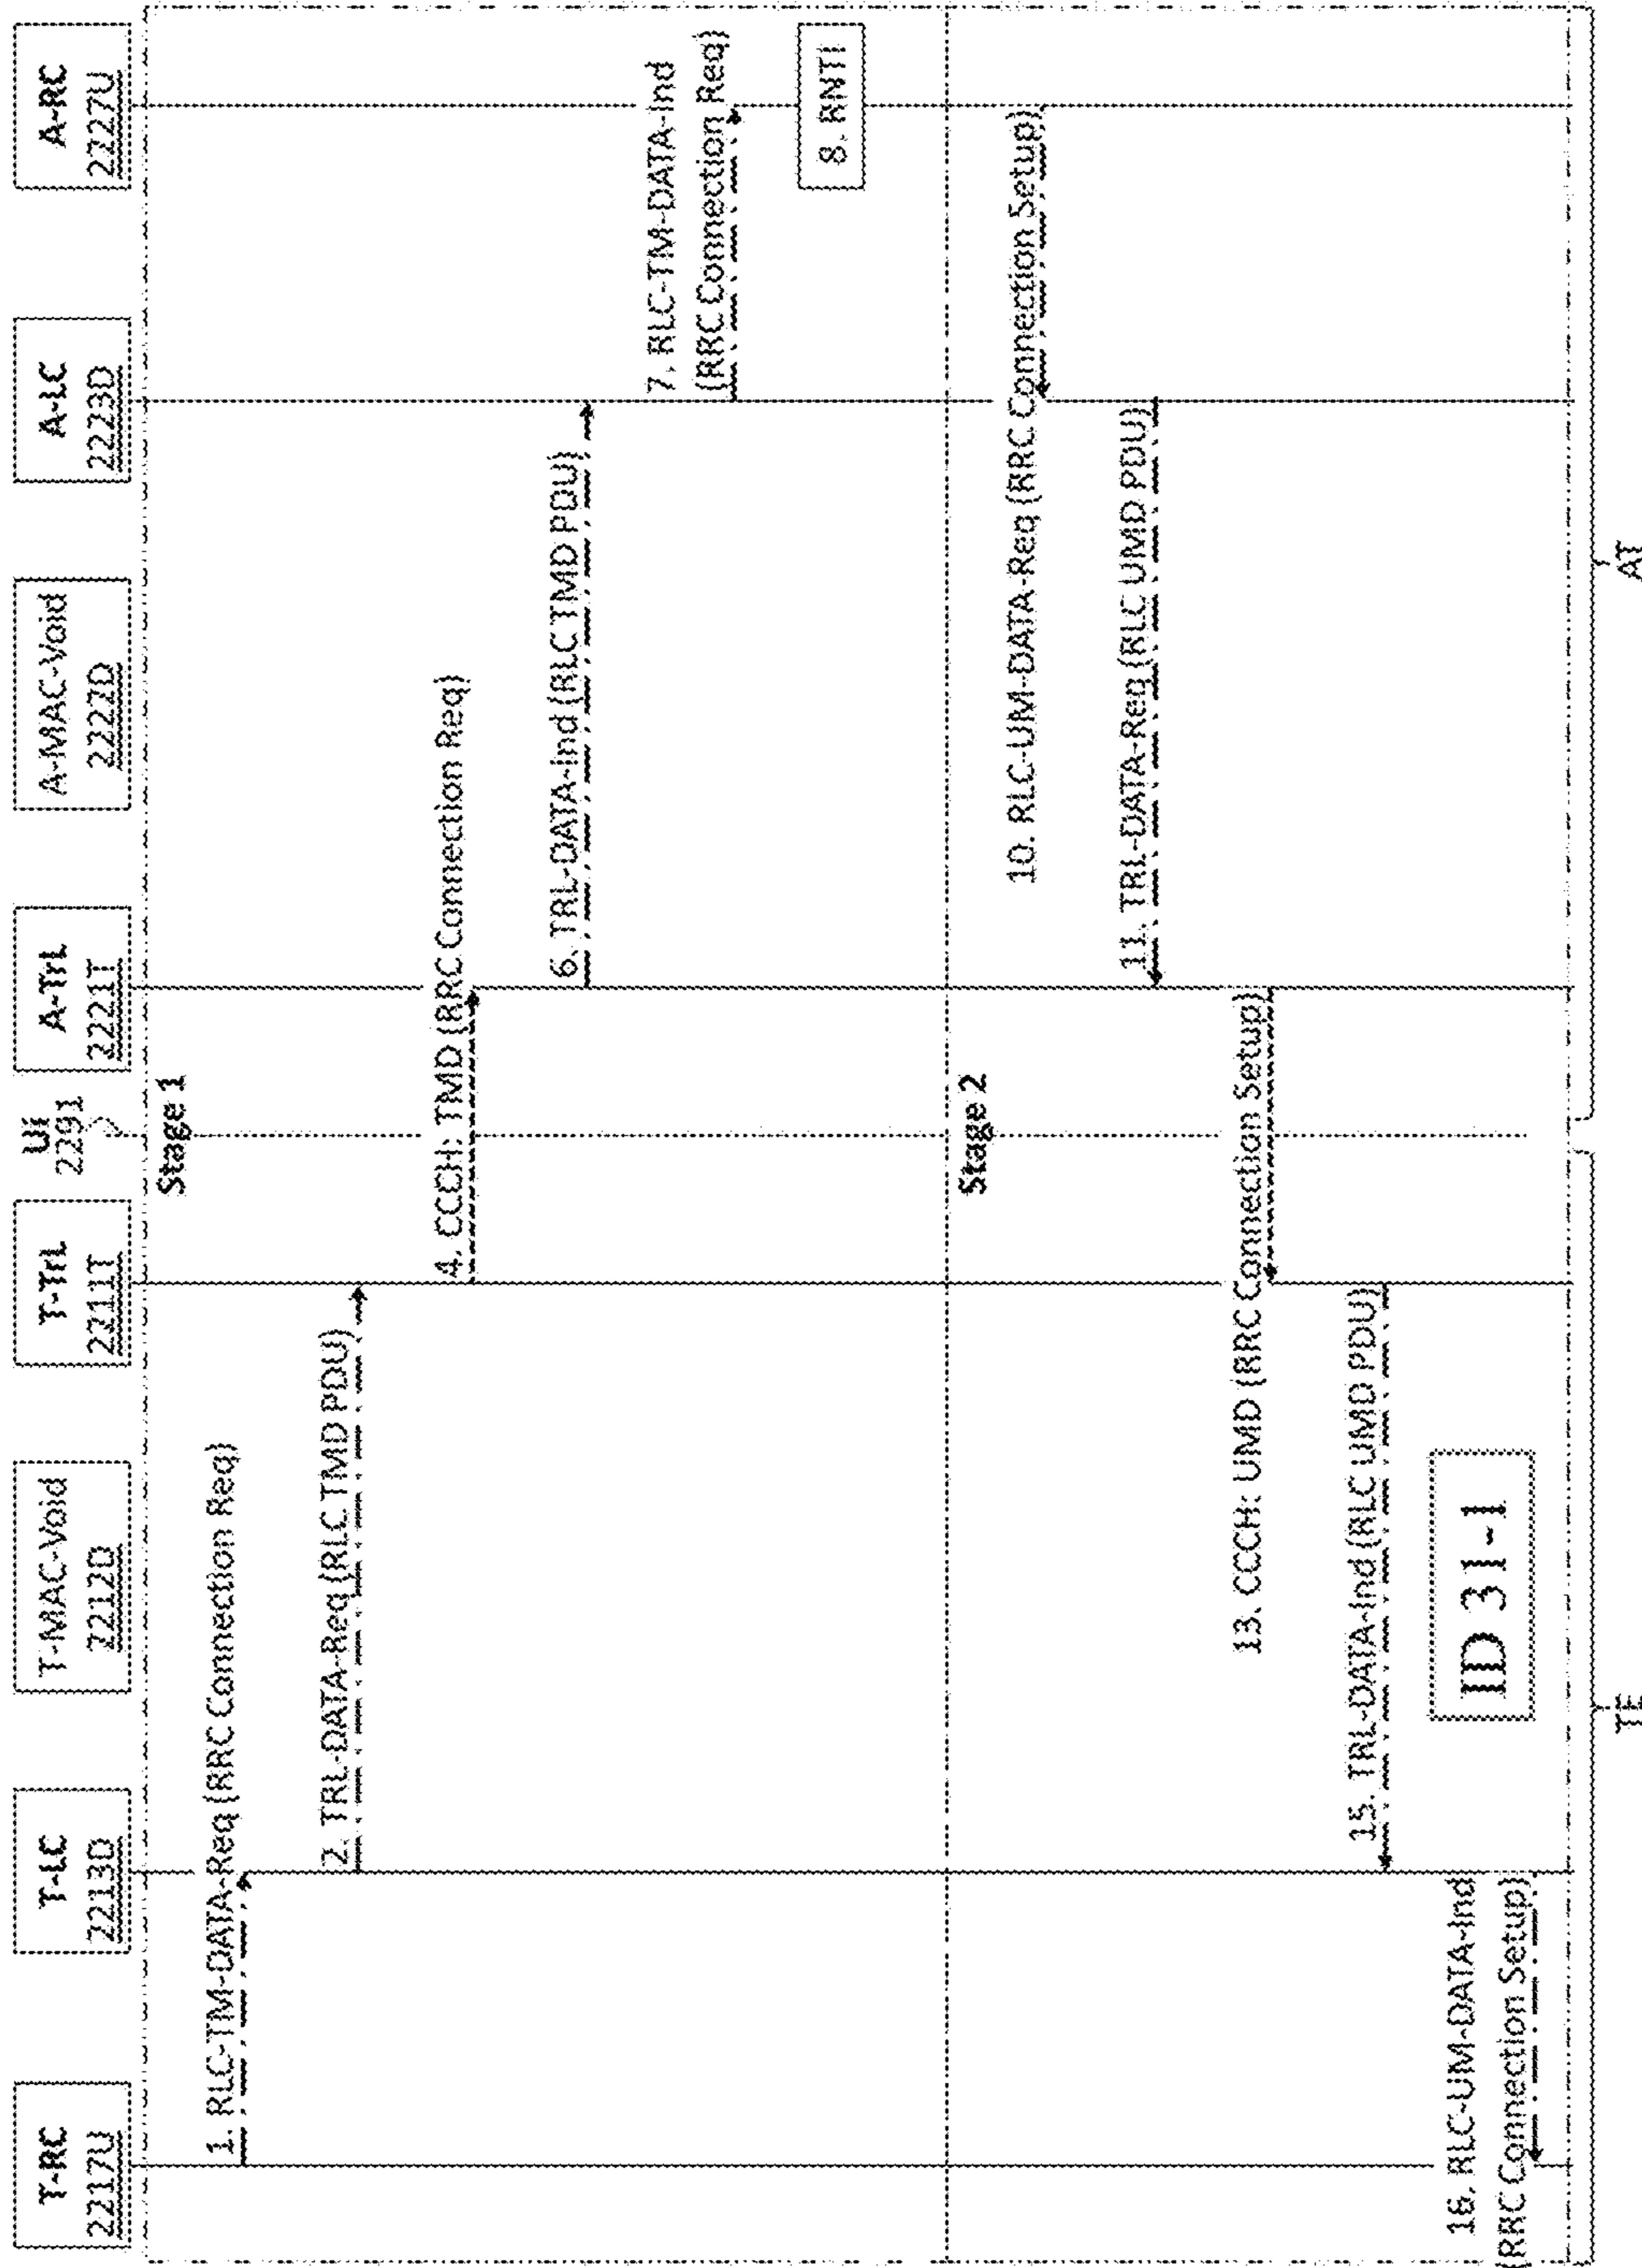 T-RC
2217U
T-LC
2213D
T-MAC-Void
2212D
T-TrL
2211T
UI
2291
A-TrL
2221T
A-MAC-Void
2222D
A-LC
2223D
A-RC
2227U
Stage 1
1. RLC-TM-DATA-Req (RRC Connection Req)
2. TRL-DATA-Req (RLC TMD PDU)
4. CCCH: TMD (RRC Connection Req)
6. TRL-DATA-Ind (RLC TMD PDU)
7. RLC-TM-DATA-Ind
(RRC Connection Req)
8. RNTI
Stage 2
10. RLC-UM-DATA-Req (RRC Connection Setup)
11. TRL-DATA-Req (RLC UMD PDU)
13. CCCH: UMD (RRC Connection Setup)
15. TRL-DATA-Ind (RLC UMD PDU)
16. RLC-UM-DATA-Ind
(RRC Connection Setup)
ID 31-1
TE
AT